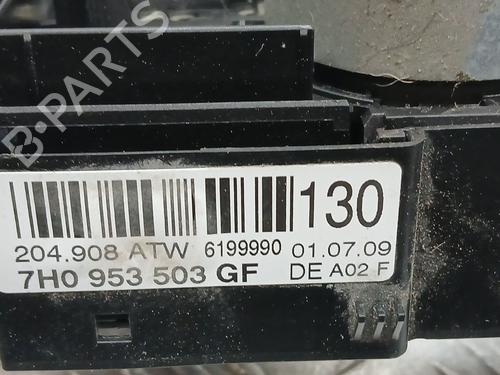 B-PARTS
130
204.908 ATW 6199990 01.07.09
7H0 953 503 GF DE A02 F